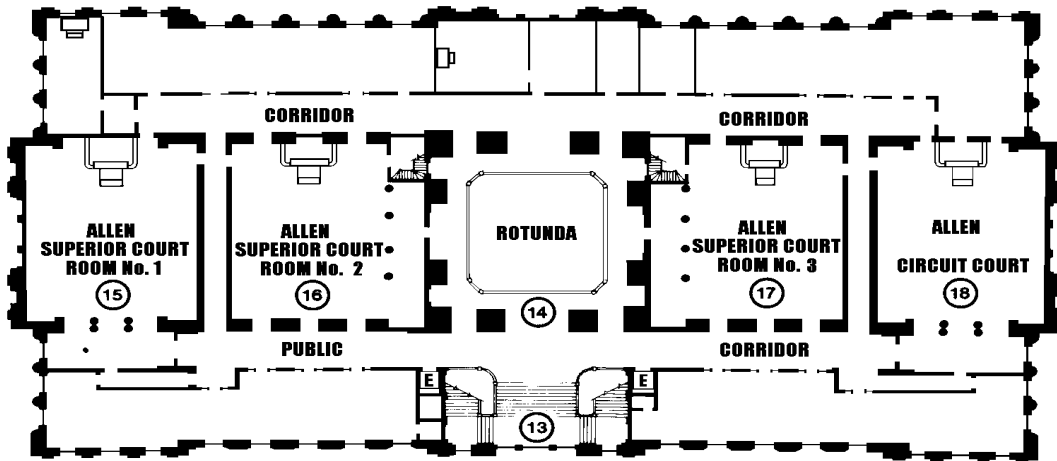 CORRIDOR
CORRIDOR
ALLEN
SUPERIOR COURT
ROOM No. 1
15
ALLEN
SUPERIOR COURT
ROOM No. 2
16
ROTUNDA
14
ALLEN
SUPERIOR COURT
ROOM No. 3
17
ALLEN
CIRCUIT COURT
18
PUBLIC
CORRIDOR
E
E
13